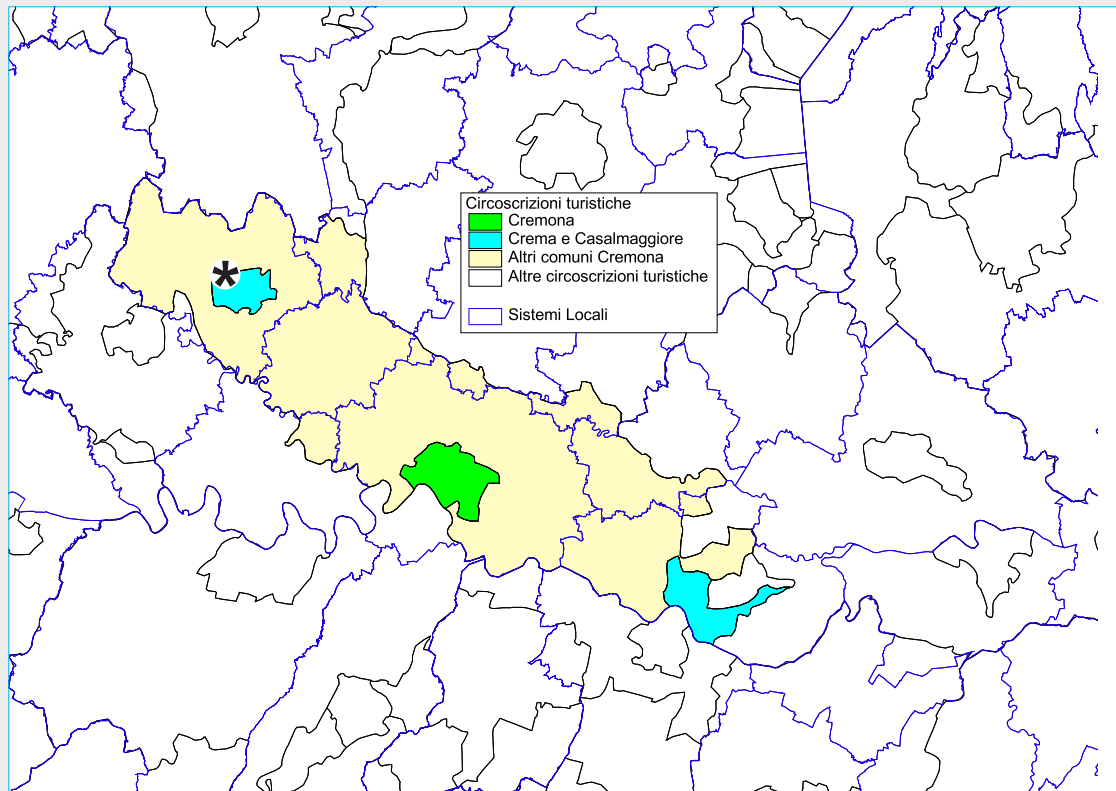 Circoscrizioni turistiche
Cremona
Crema e Casalmaggiore
Altri comuni Cremona
Altre circoscrizioni turistiche
Sistemi Locali
*